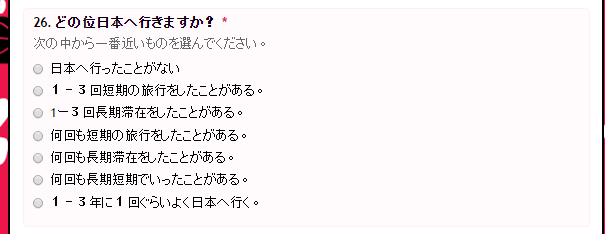 26. どの位日本へ行きますか？ *
次の中から一番近いものを選んでください。
日本へ行ったことがない
１－３回短期の旅行をしたことがある。
1ー３回長期滞在をしたことがある。
何回も短期の旅行をしたことがある。
何回も長期滞在をしたことがある。
何回も長期短期でいったことがある。
１－３年に１回ぐらいよく日本へ行く。